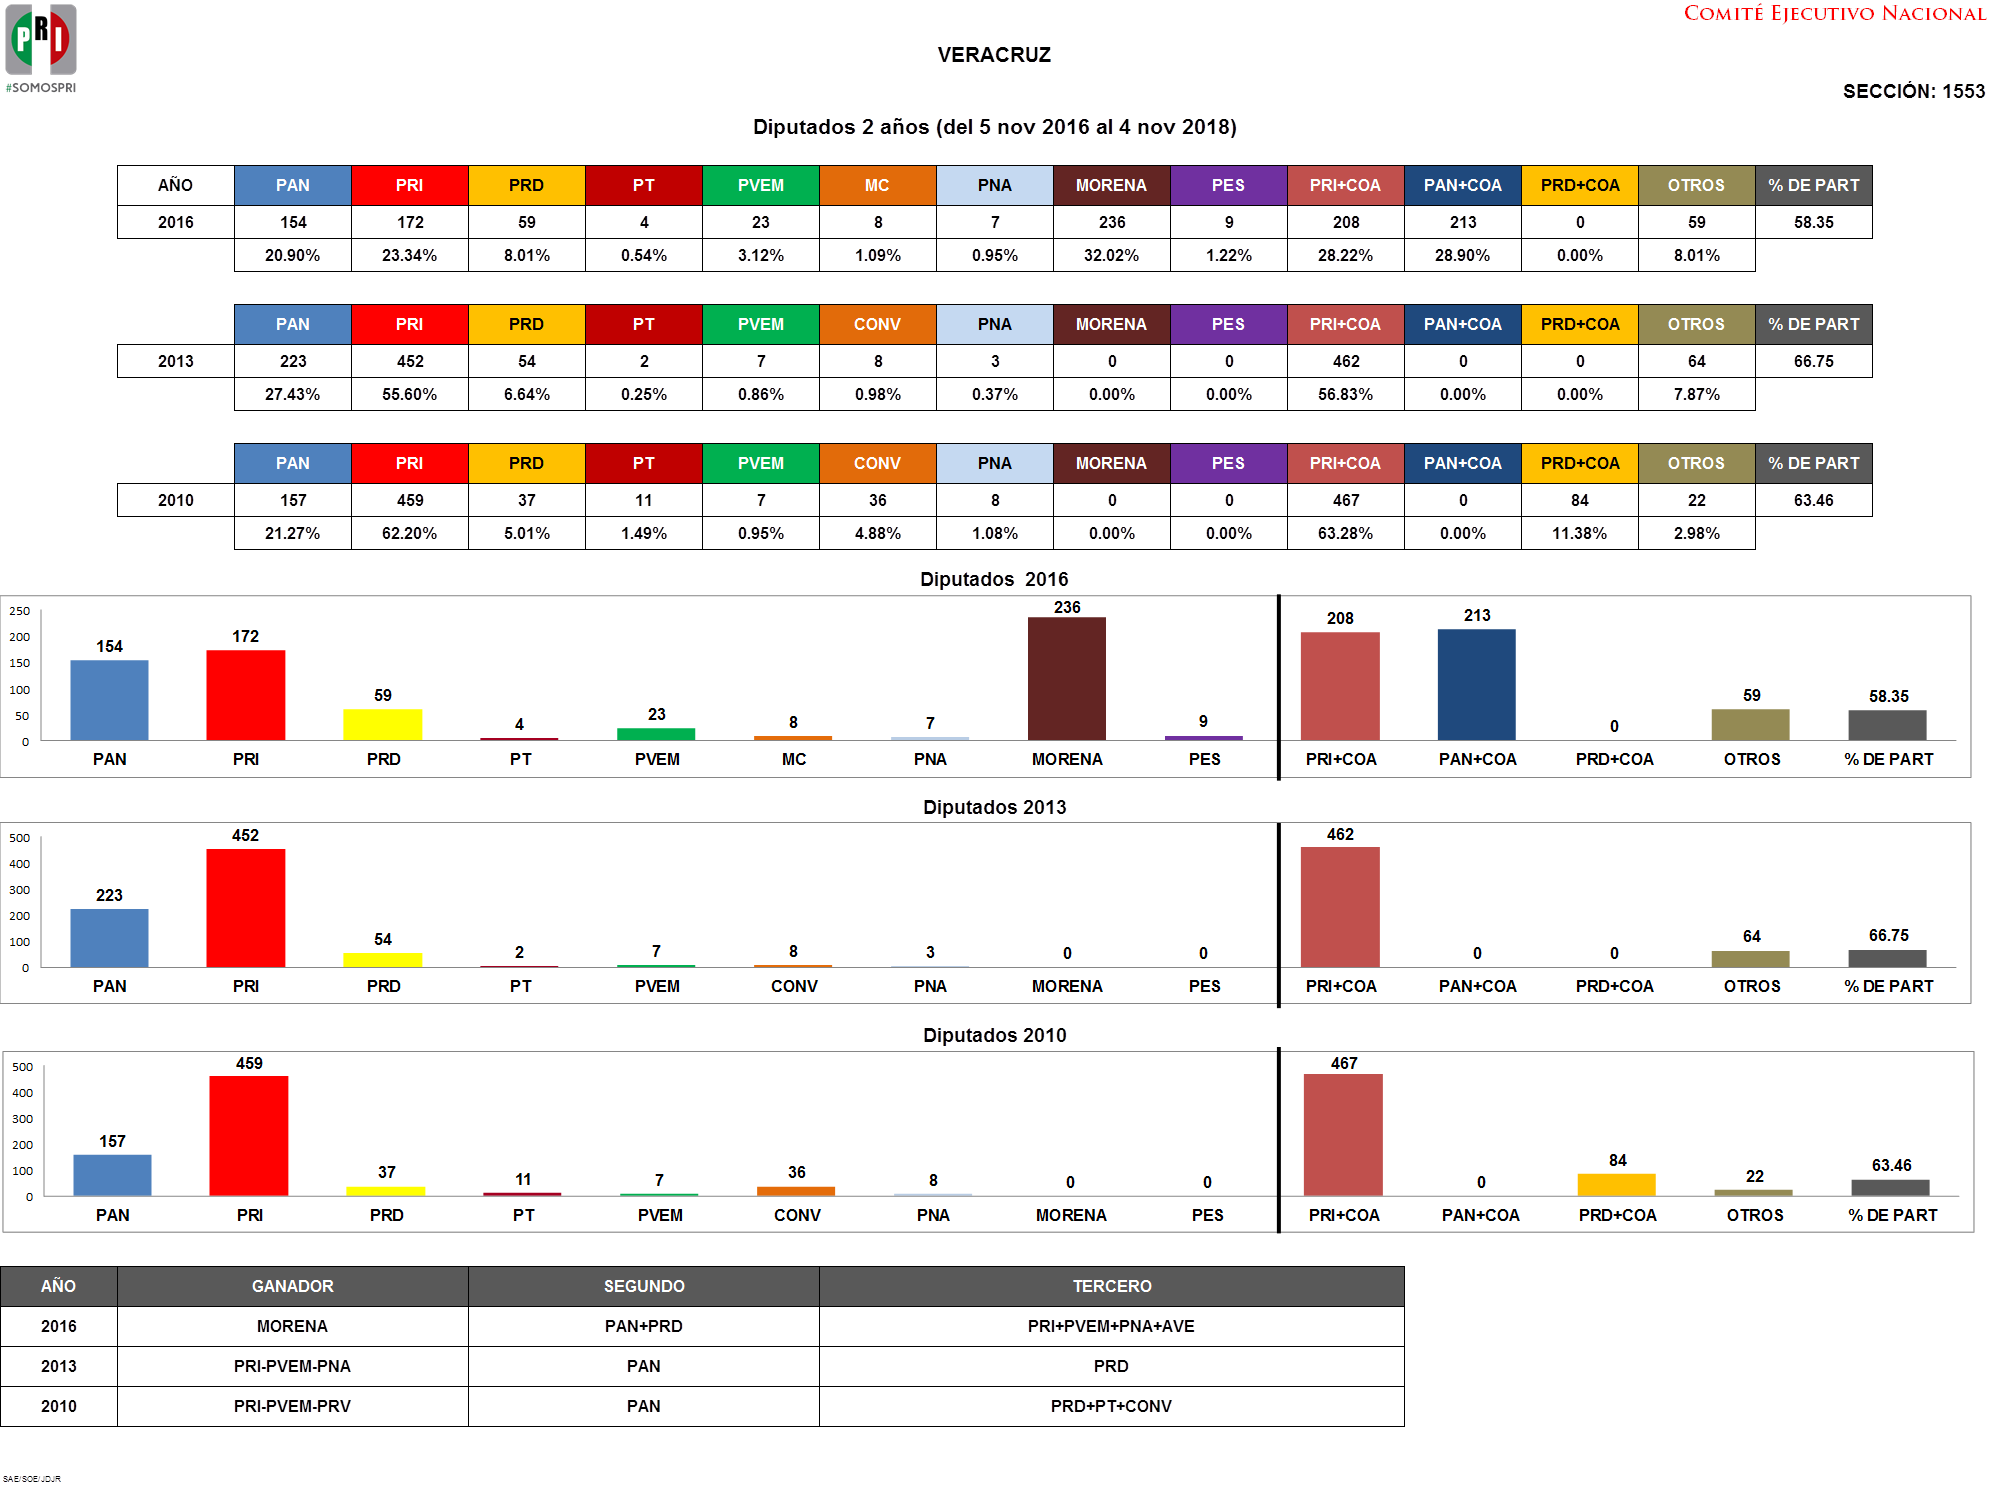 PRI
#SOMOSPRI
Comité Ejecutivo Nacional
VERACRUZ
SECCIÓN: 1553
Diputados 2 años (del 5 nov 2016 al 4 nov 2018)
AÑO PAN PRI PRD PT PVEM MC PNA MORENA PES PRI+COA PAN+COA PRD+COA OTROS % DE PART
2016 154 172 59 4 23 8 7 236 9 208 213 0 59 58.35
20.90% 23.34% 8.01% 0.54% 3.12% 1.09% 0.95% 32.02% 1.22% 28.22% 28.90% 0.00% 8.01%
PAN PRI PRD PT PVEM CONV PNA MORENA PES PRI+COA PAN+COA PRD+COA OTROS % DE PART
2013 223 452 54 2 7 8 3 0 0 462 0 0 64 66.75
27.43% 55.60% 6.64% 0.25% 0.86% 0.98% 0.37% 0.00% 0.00% 56.83% 0.00% 0.00% 7.87%
PAN PRI PRD PT PVEM CONV PNA MORENA PES PRI+COA PAN+COA PRD+COA OTROS % DE PART
2010 157 459 37 11 7 36 8 0 0 467 0 84 22 63.46
21.27% 62.20% 5.01% 1.49% 0.95% 4.88% 1.08% 0.00% 0.00% 63.28% 0.00% 11.38% 2.98%
Diputados 2016
250
200
150
100
50
0
154 172 59 4 23 8 7 236 9 208 213 0 59 58.35
PAN PRI PRD PT PVEM MC PNA MORENA PES PRI+COA PAN+COA PRD+COA OTROS % DE PART
Diputados 2013
500
400
300
200
100
0
223 452 54 2 7 8 3 0 0 462 0 0 64 66.75
PAN PRI PRD PT PVEM CONV PNA MORENA PES PRI+COA PAN+COA PRD+COA OTROS % DE PART
Diputados 2010
500
400
300
200
100
0
157 459 37 11 7 36 8 0 0 467 0 84 22 63.46
PAN PRI PRD PT PVEM CONV PNA MORENA PES PRI+COA PAN+COA PRD+COA OTROS % DE PART
AÑO GANADOR SEGUNDO TERCERO
2016 MORENA PAN+PRD PRI+PVEM+PNA+AVE
2013 PRI-PVEM-PNA PAN PRD
2010 PRI-PVEM-PRV PAN PRD+PT+CONV
SAE/SOE/JDJR